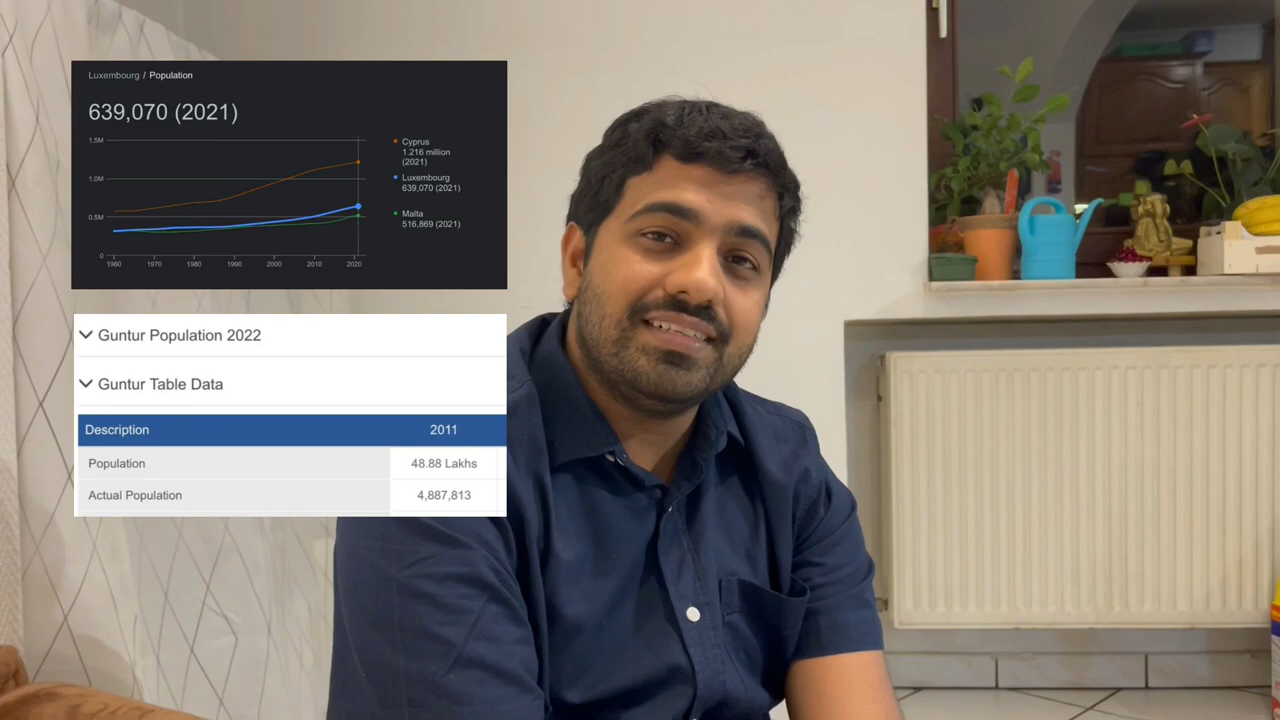 Luxembourg / Population
639,070 (2021)
1.5M
1.0M
0.5M
0
1960 1970 1980 1990 2000 2010 2020
Cyprus
1.216 million
(2021)
Luxembourg
639,070 (2021)
Malta
516,869 (2021)
Guntur Population 2022
Guntur Table Data
Description 2011
Population 48.88 Lakhs
Actual Population 4,887,813